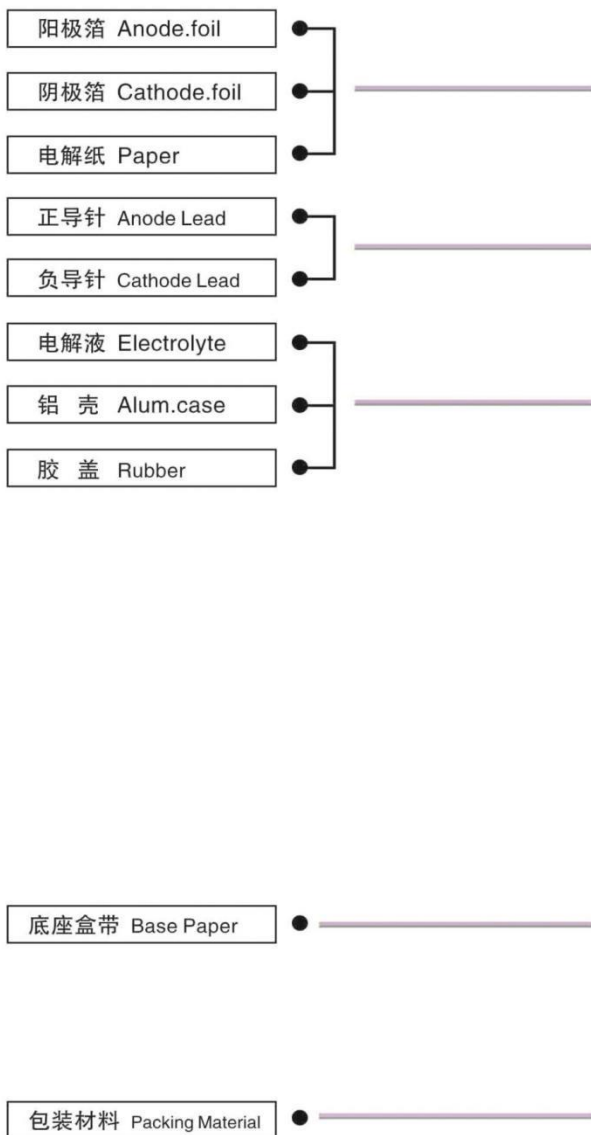 阳极箔 Anode.foil
阴极箔 Cathode.foil
电解纸 Paper
正导针 Anode Lead
负导针 Cathode Lead
电解液 Electrolyte
铝 壳 Alum.case
胶 盖 Rubber
底座盒带 Base Paper
包装材料 Packing Material